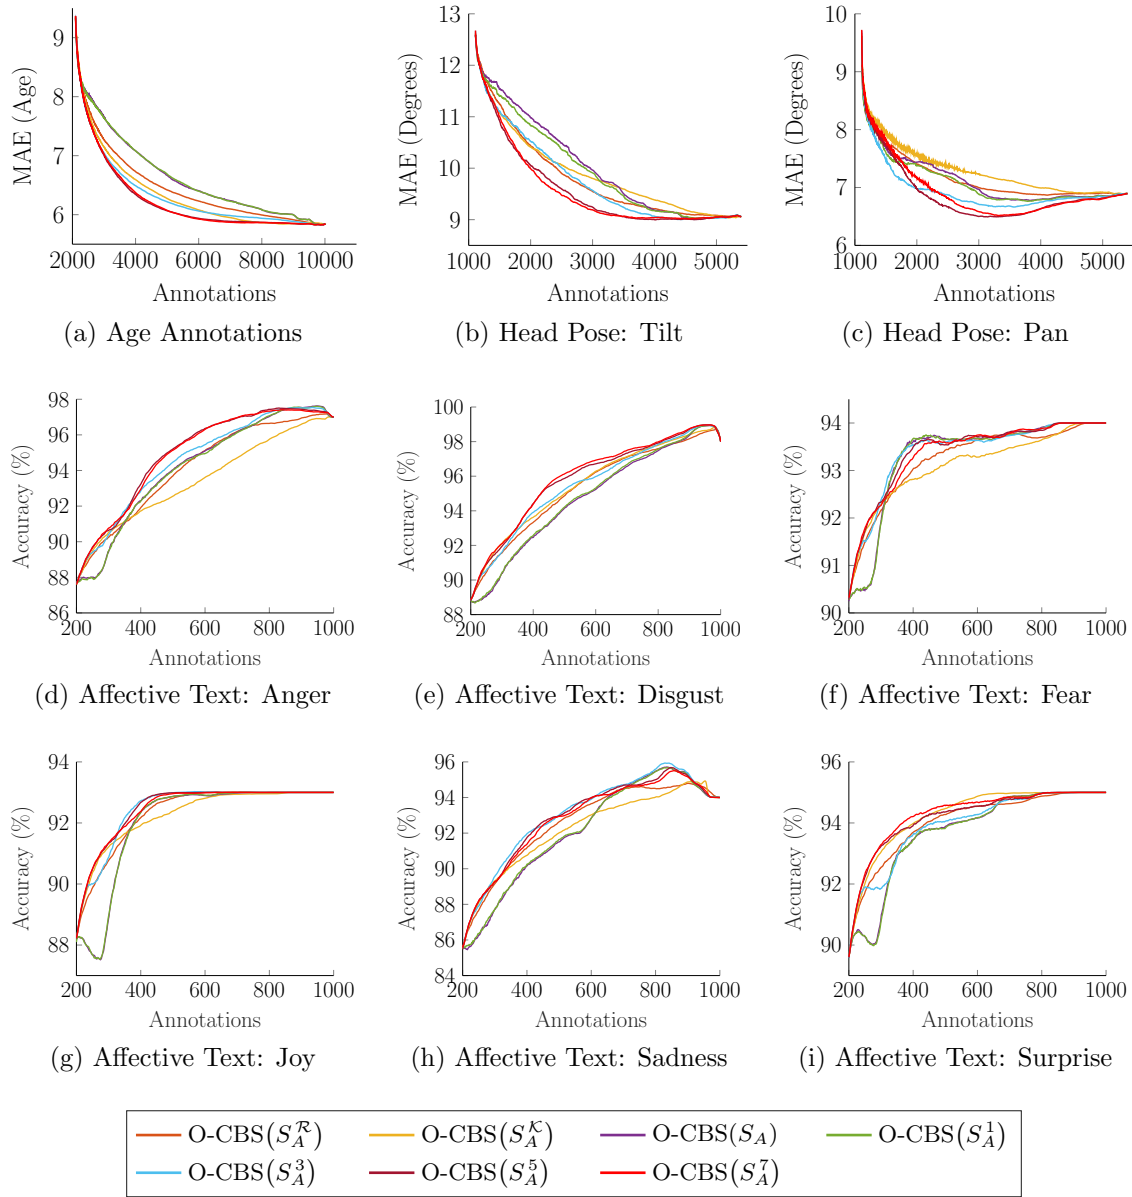 9
8
7
6
2000 4000 6000 8000 10000
MAE (Age)
Annotations
(a) Age Annotations
13
12
11
10
9
1000 2000 3000 4000 5000
MAE (Degrees)
Annotations
(b) Head Pose: Tilt
10
9
8
7
6
1000 2000 3000 4000 5000
MAE (Degrees)
Annotations
(c) Head Pose: Pan
98
96
94
92
90
88
86
200 400 600 800 1000
Accuracy (%)
Annotations
(d) Affective Text: Anger
100
98
96
94
92
90
88
200 400 600 800 1000
Accuracy (%)
Annotations
(e) Affective Text: Disgust
94
93
92
91
90
200 400 600 800 1000
Accuracy (%)
Annotations
(f) Affective Text: Fear
94
92
90
88
200 400 600 800 1000
Accuracy (%)
Annotations
(g) Affective Text: Joy
96
94
92
90
88
86
84
200 400 600 800 1000
Accuracy (%)
Annotations
(h) Affective Text: Sadness
94
92
90
200 400 600 800 1000
Accuracy (%)
Annotations
(i) Affective Text: Surprise
O-CBS(S_A^R) O-CBS(S_A^K) O-CBS(S_A) O-CBS(S_A^1)
O-CBS(S_A^3) O-CBS(S_A^5) O-CBS(S_A^7)